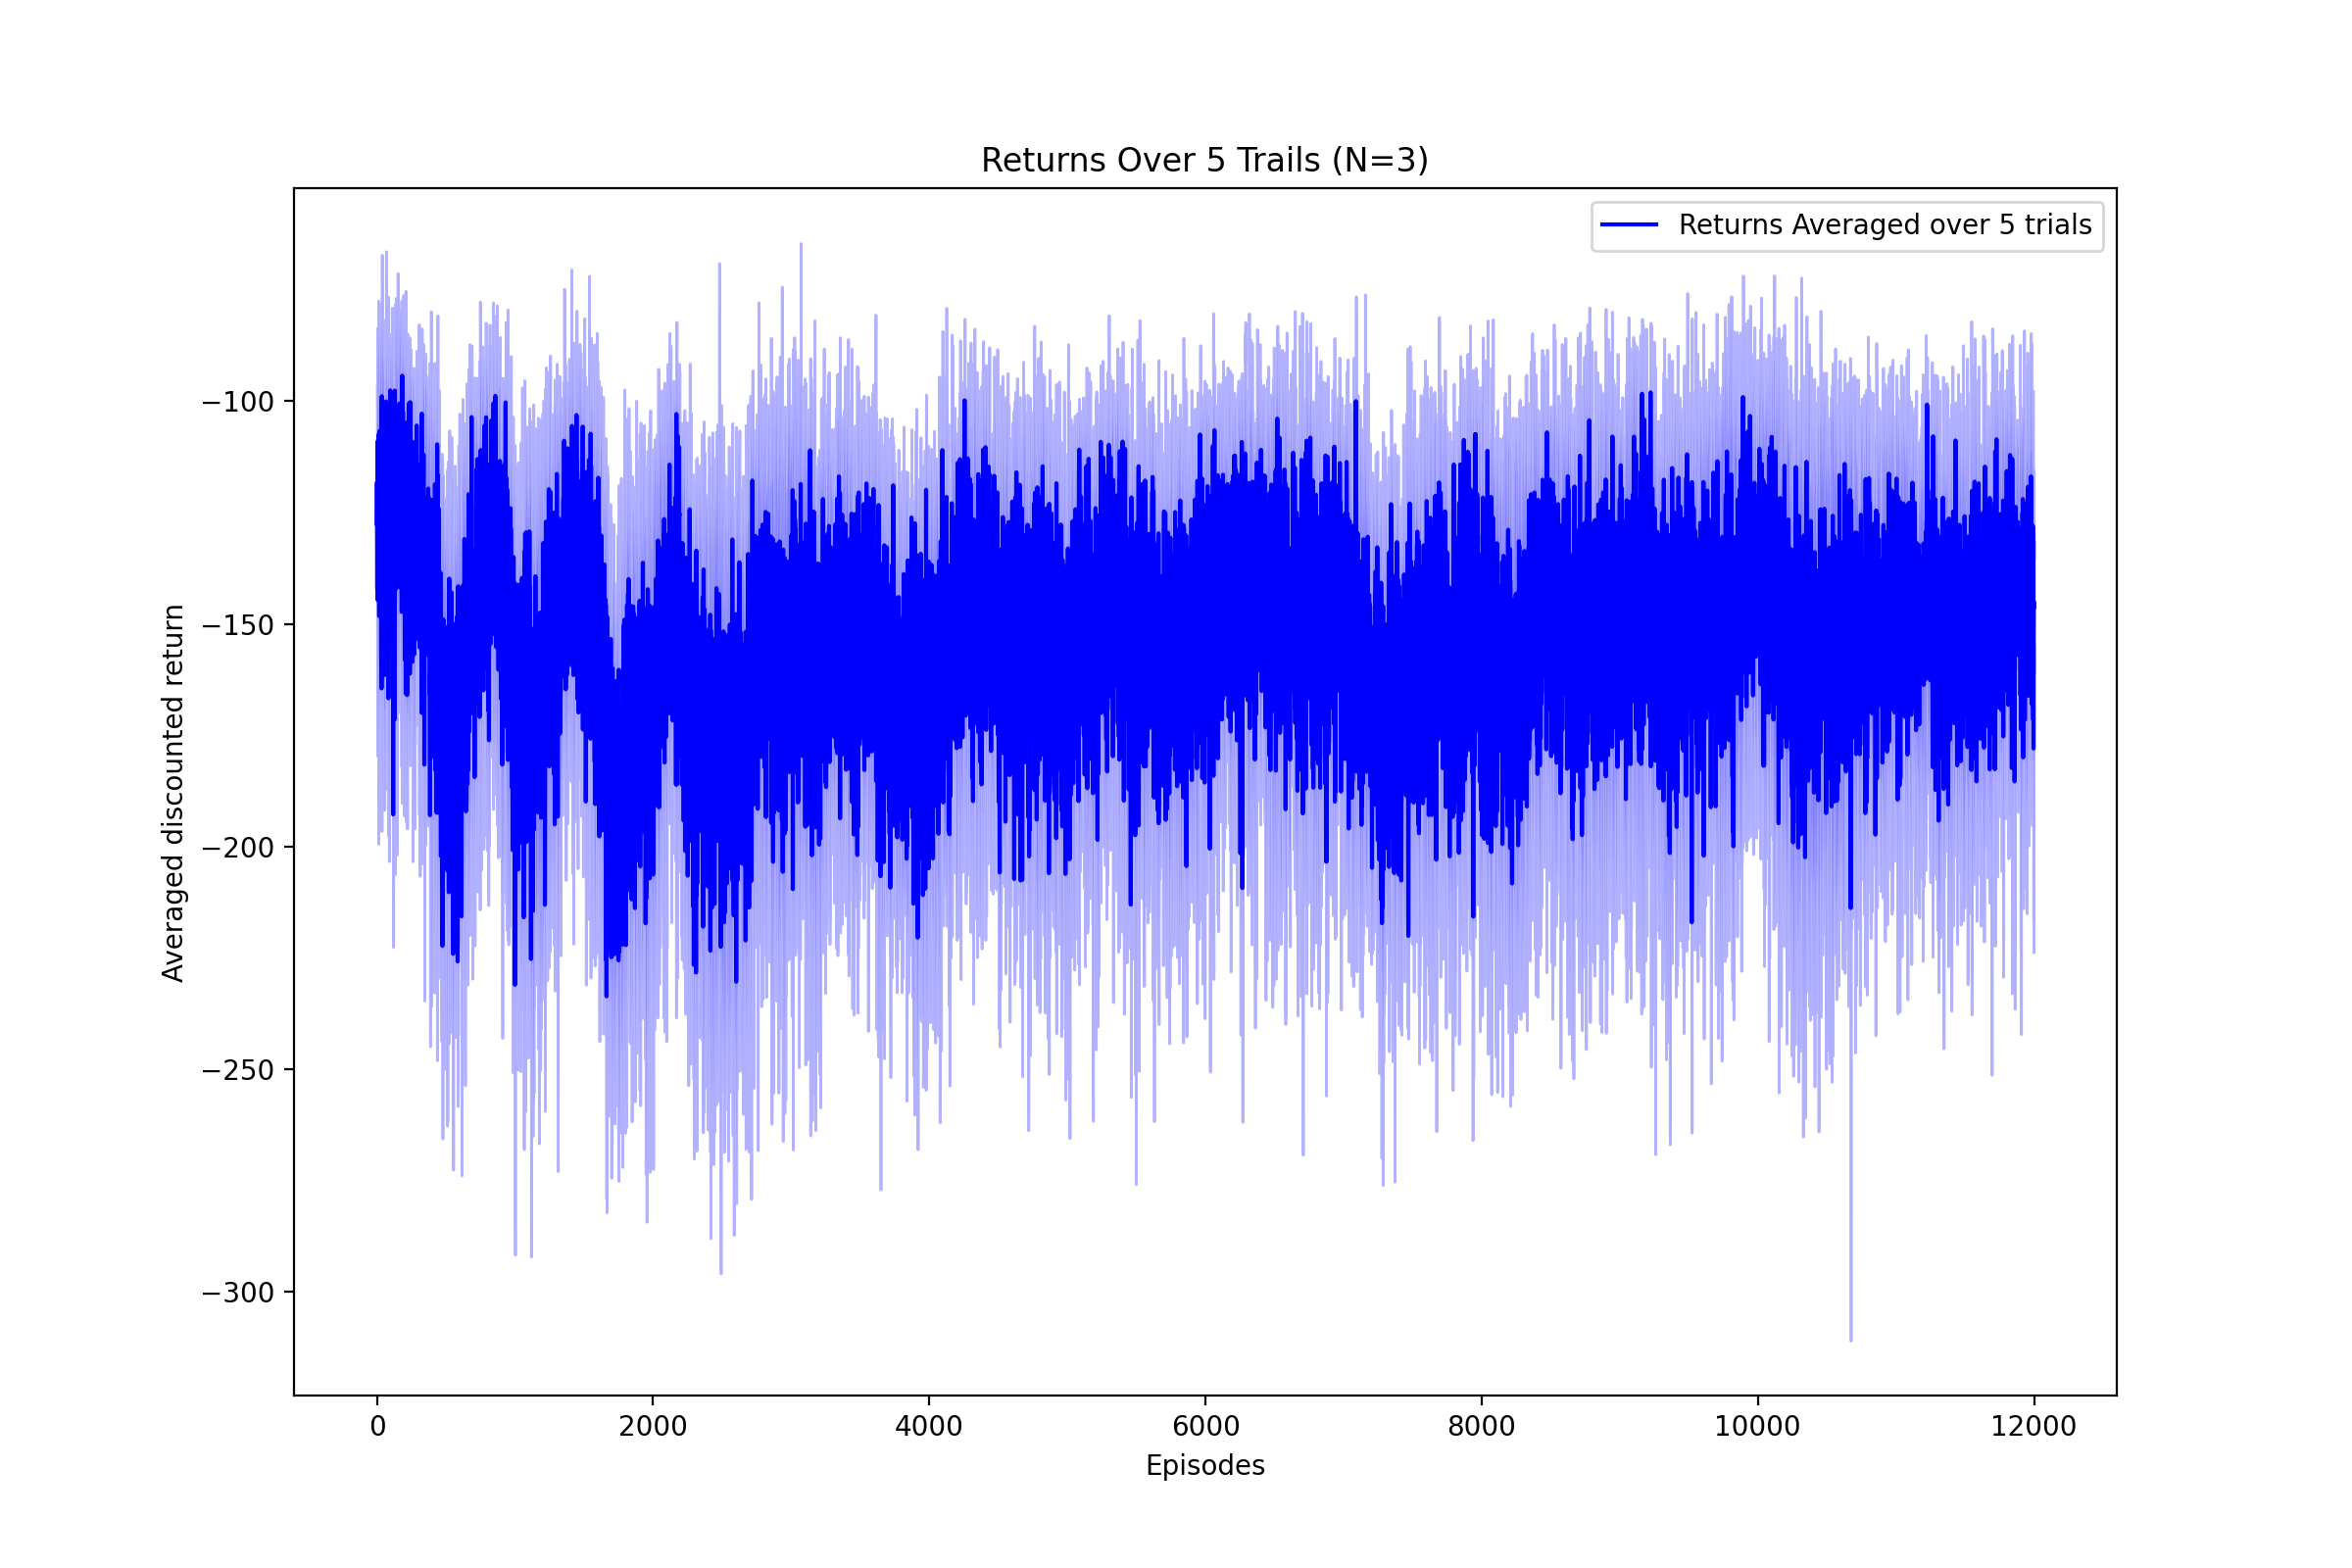 Returns Over 5 Trails (N=3)
Returns Averaged over 5 trials
Averaged discounted return
−100
−150
−200
−250
−300
0 2000 4000 6000 8000 10000 12000
Episodes